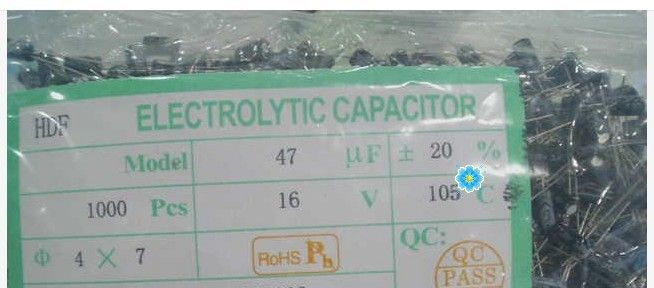 HDF ELECTROLYTIC CAPACITOR
Model 47 μF ± 20 %
1000 Pcs 16 V 105 C
Φ 4 × 7 RoHS Pb QC:
QC
PASS